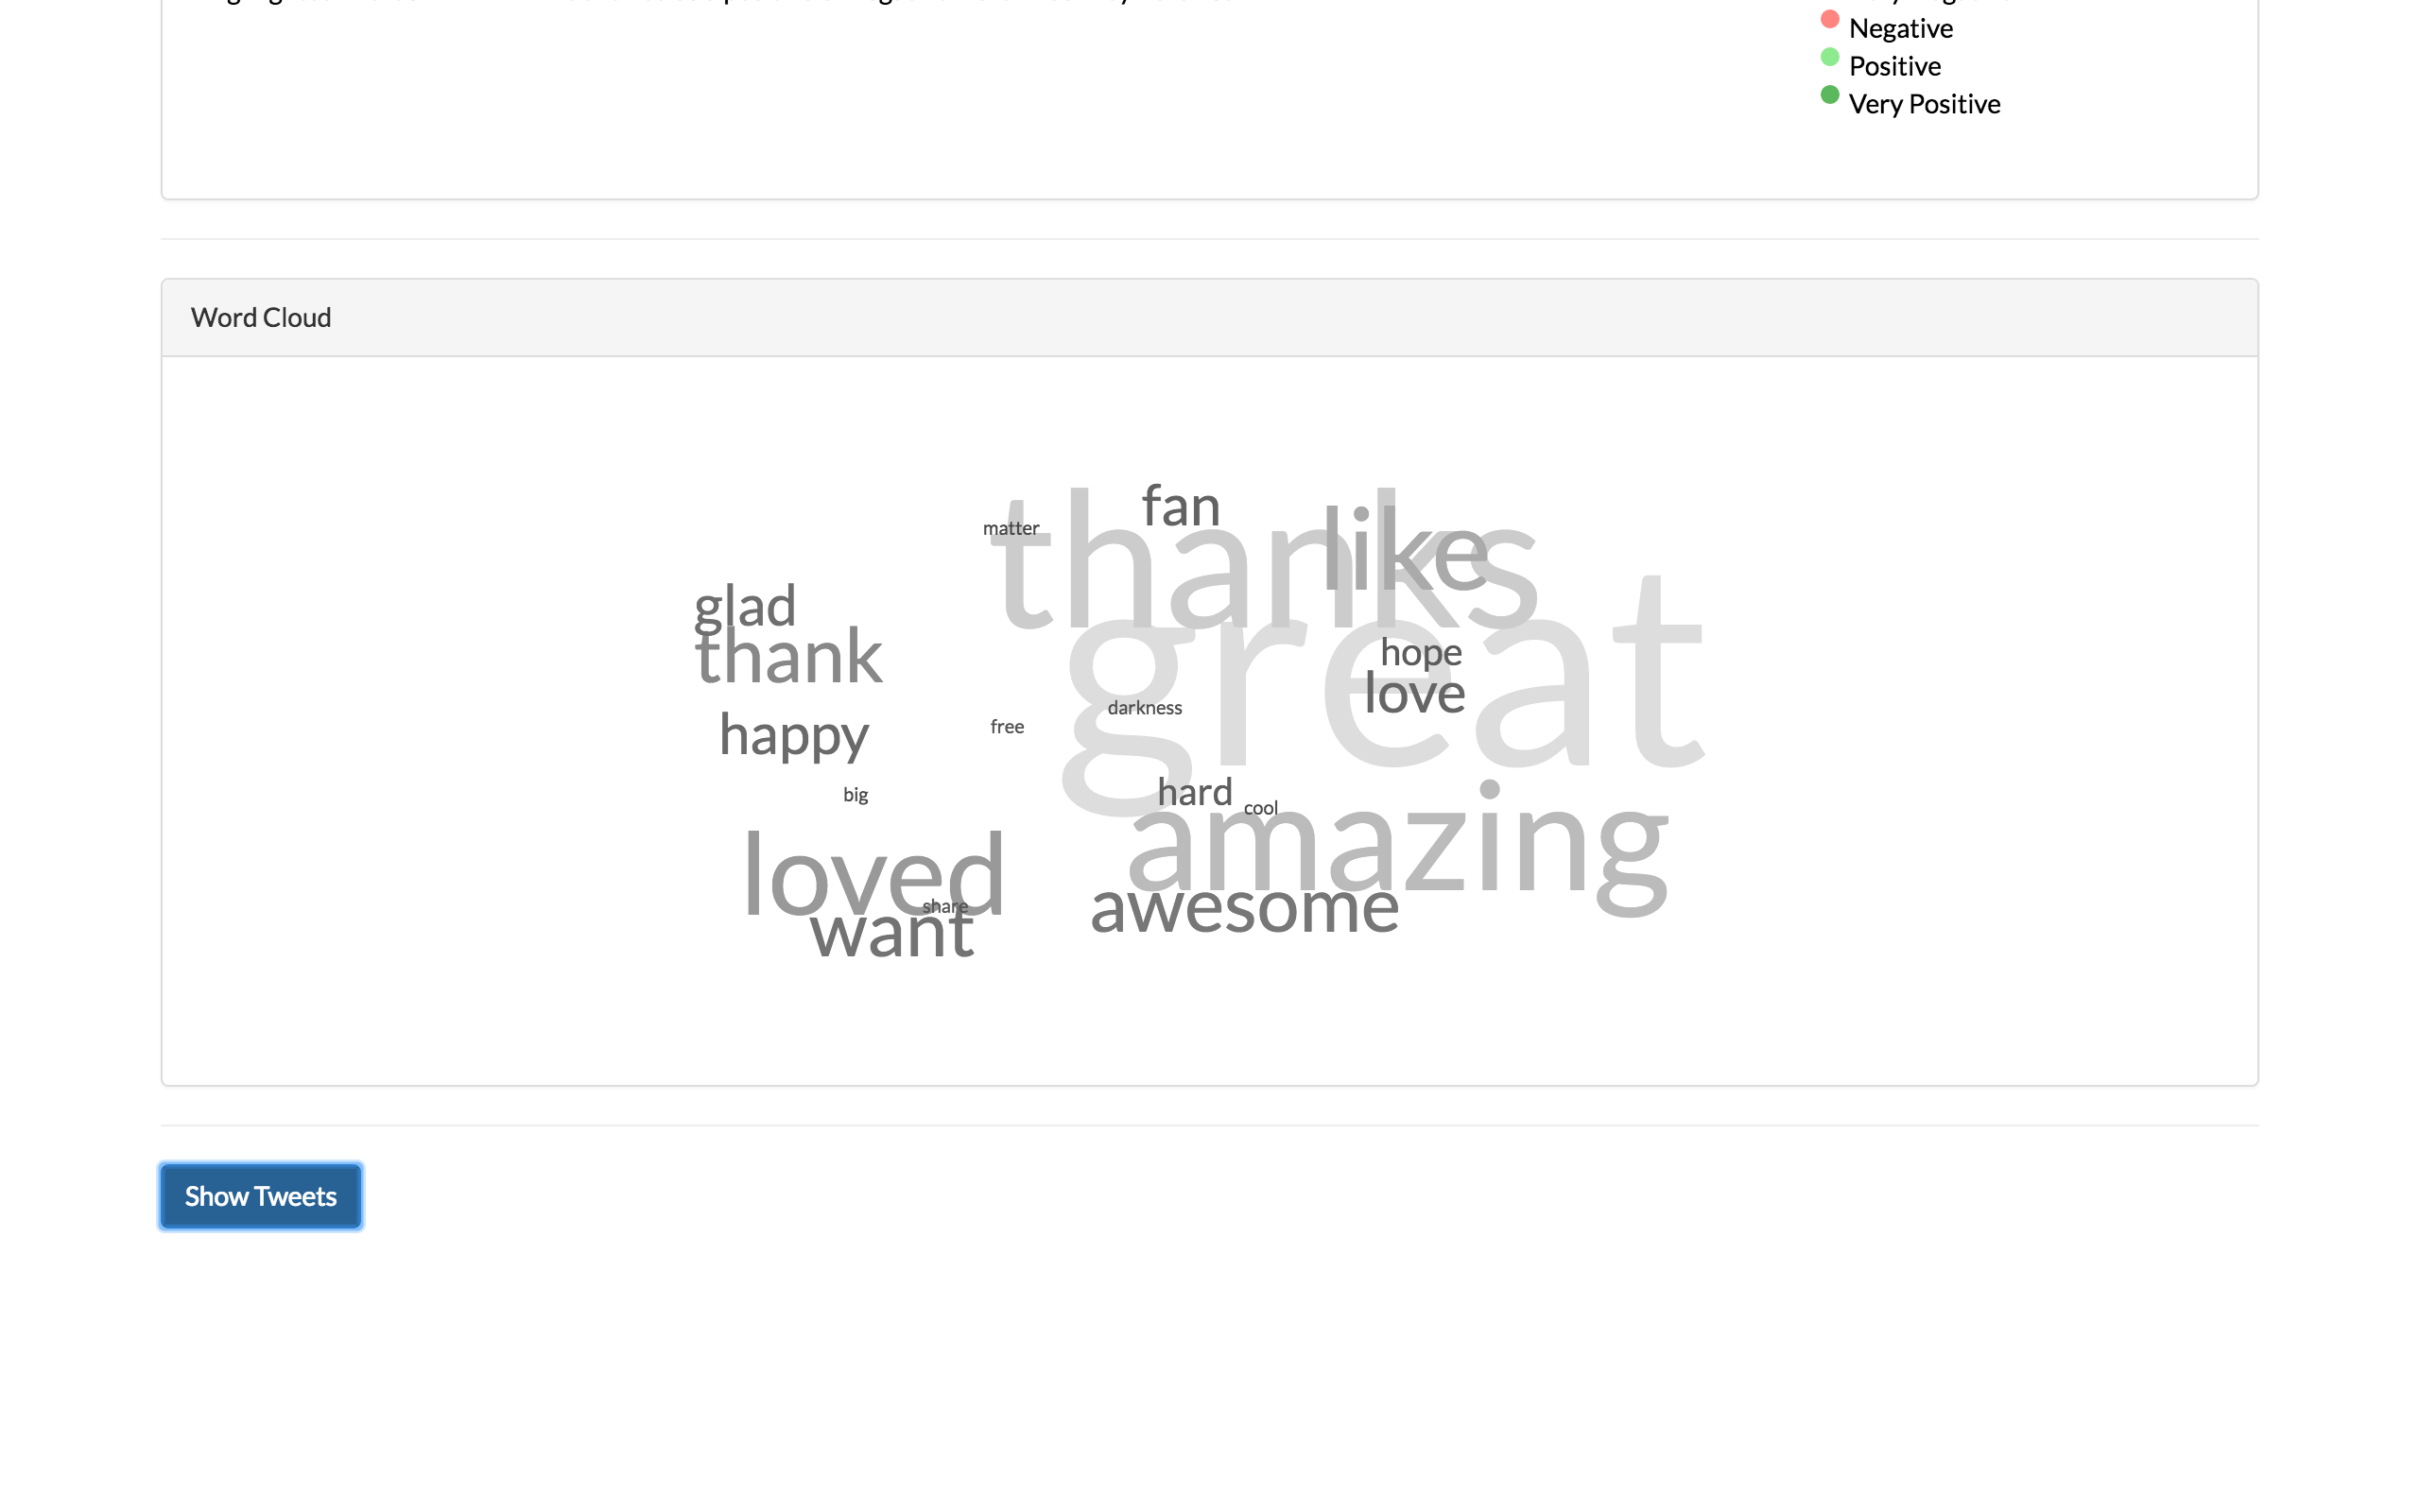 Negative
Positive
Very Positive
Word Cloud
fan
thanks
like
matter
glad
great
thank
hope
love
darkness
happy
free
hard
big
cool
amazing
loved
share
awesome
want
Show Tweets